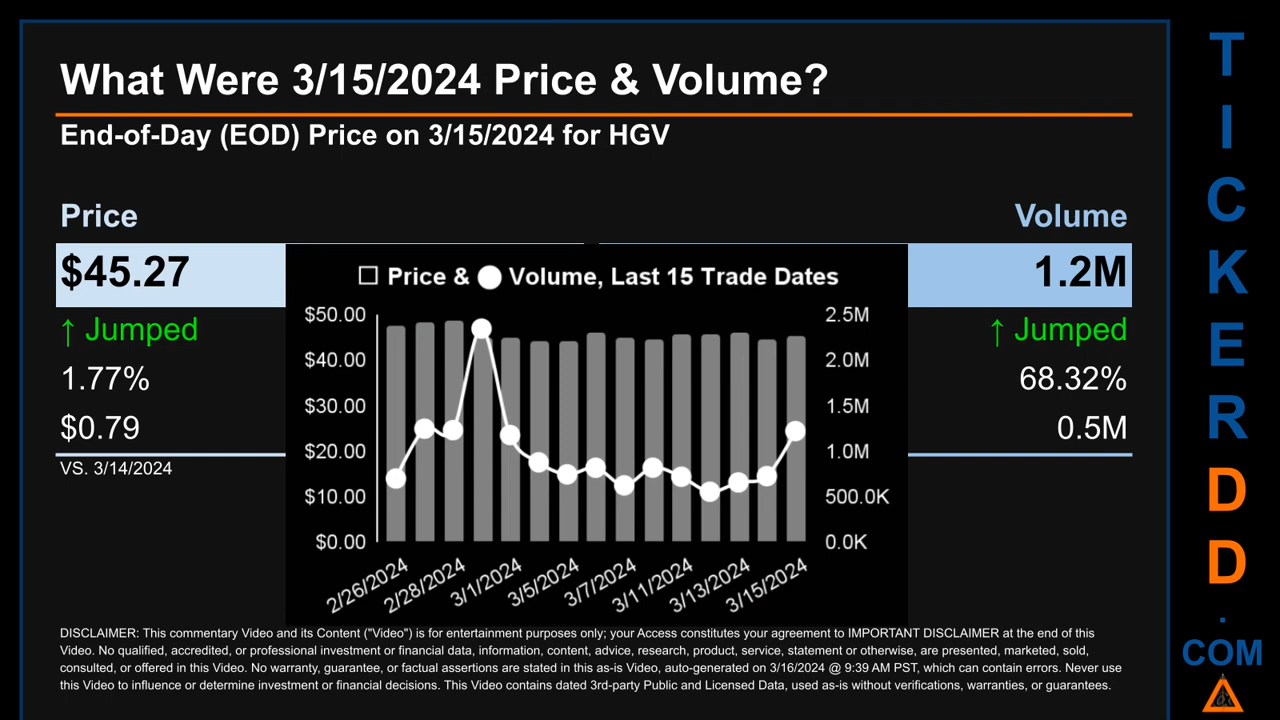 What Were 3/15/2024 Price & Volume?
End-of-Day (EOD) Price on 3/15/2024 for HGV
Price
Volume
$45.27
1.2M
↑ Jumped
↑ Jumped
1.77%
68.32%
$0.79
0.5M
VS. 3/14/2024
Price & Volume, Last 15 Trade Dates
$50.00
2.5M
$40.00
2.0M
$30.00
1.5M
$20.00
1.0M
$10.00
500.0K
$0.00
0.0K
2/26/2024
2/28/2024
3/1/2024
3/5/2024
3/7/2024
3/11/2024
3/13/2024
3/15/2024
DISCLAIMER: This commentary Video and its Content ("Video") is for entertainment purposes only; your Access constitutes your agreement to IMPORTANT DISCLAIMER at the end of this
Video. No qualified, accredited, or professional investment or financial data, information, content, advice, research, product, service, statement or otherwise, are presented, marketed, sold,
consulted, or offered in this Video. No warranty, guarantee, or factual assertions are stated in this as-is Video, auto-generated on 3/16/2024 @ 9:39 AM PST, which can contain errors. Never use
this Video to influence or determine investment or financial decisions. This Video contains dated 3rd-party Public and Licensed Data, used as-is without verifications, warranties, or guarantees.
T
I
C
K
E
R
D
D
.
COM